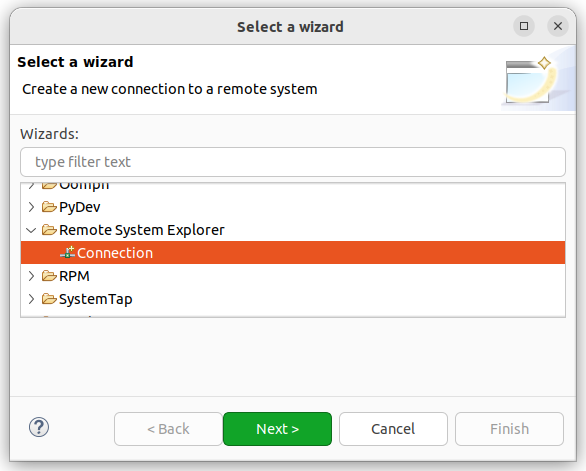 Select a wizard
Select a wizard
Create a new connection to a remote system
Wizards:
type filter text
Oomph
PyDev
Remote System Explorer
Connection
RPM
SystemTap
?
< Back
Next >
Cancel
Finish